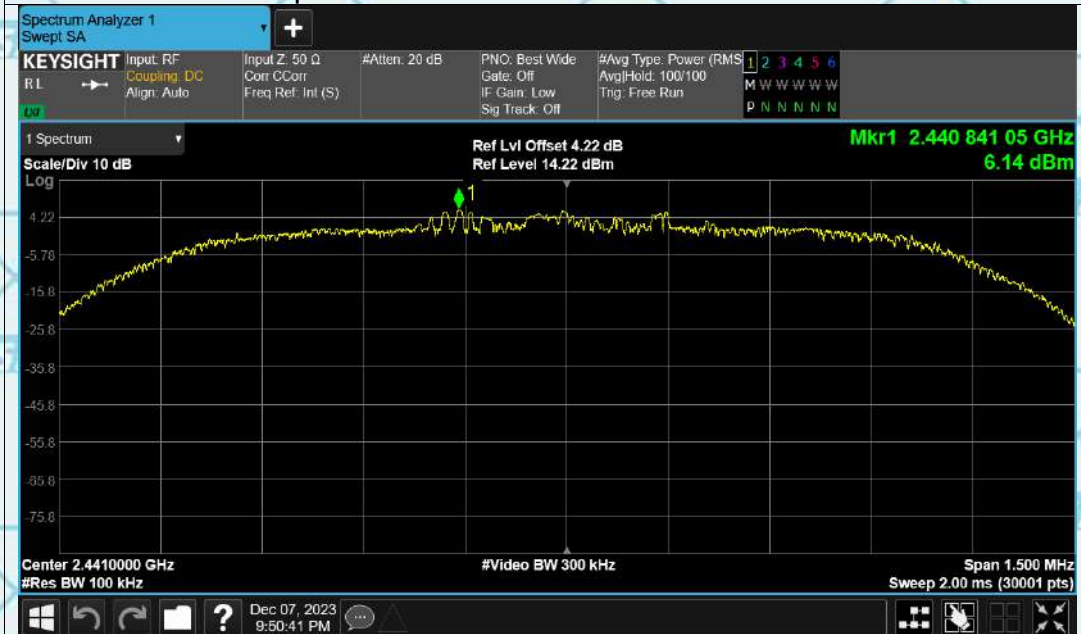 Spectrum Analyzer 1
Swept SA
+
KEYSIGHT
RL
LXI
Input: RF
Coupling: DC
Align: Auto
Input Z: 50 Ω
Corr CCorr
Freq Ref: Int (S)
#Atten: 20 dB
PNO: Best Wide
Gate: Off
IF Gain: Low
Sig Track: Off
#Avg Type: Power (RMS
Avg|Hold: 100/100
Trig: Free Run
1 2 3 4 5 6
M W W W W W
P N N N N N
1 Spectrum
Scale/Div 10 dB
Log
Ref Lvl Offset 4.22 dB
Ref Level 14.22 dBm
Mkr1 2.440 841 05 GHz
6.14 dBm
1
4.22
-5.78
-15.8
-25.8
-35.8
-45.8
-55.8
-65.8
-75.8
Center 2.4410000 GHz
#Res BW 100 kHz
#Video BW 300 kHz
Span 1.500 MHz
Sweep 2.00 ms (30001 pts)
?
Dec 07, 2023
9:50:41 PM